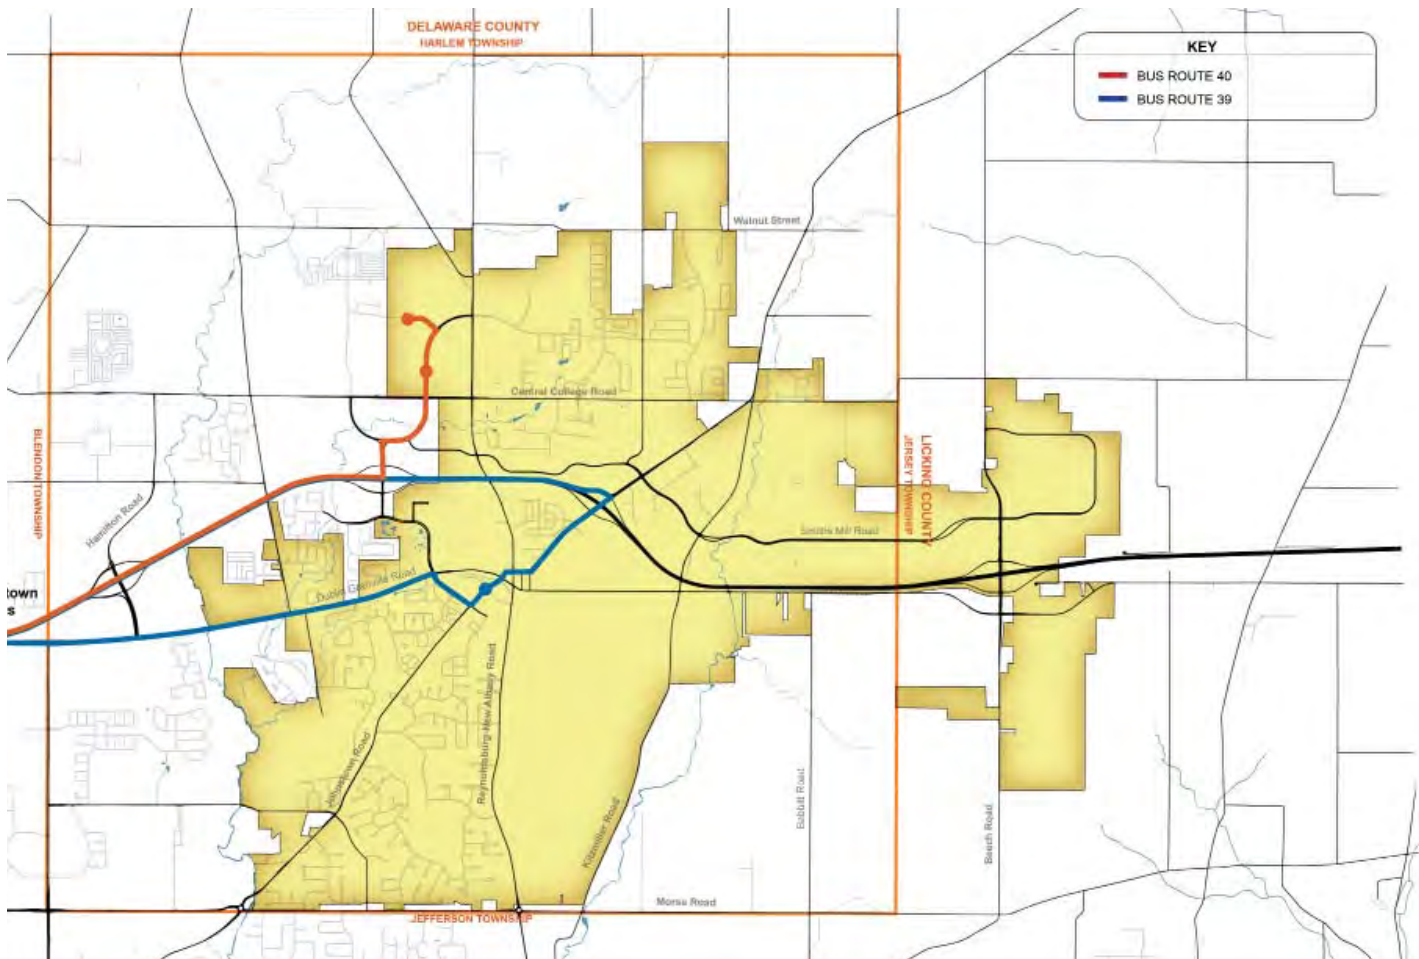 DELAWARE COUNTY
HARLEM TOWNSHIP
KEY
BUS ROUTE 40
BUS ROUTE 39
Walnut Street
Central College Road
BLENDON TOWNSHIP
LICKING COUNTY
JERSEY TOWNSHIP
Hamilton Road
Smiths Mill Road
Dublin Granville Road
town
s
Reynoldsburg-New Albany Road
Johnstown Road
Kitzmiller Road
Babbitt Road
Beech Road
Morse Road
JEFFERSON TOWNSHIP